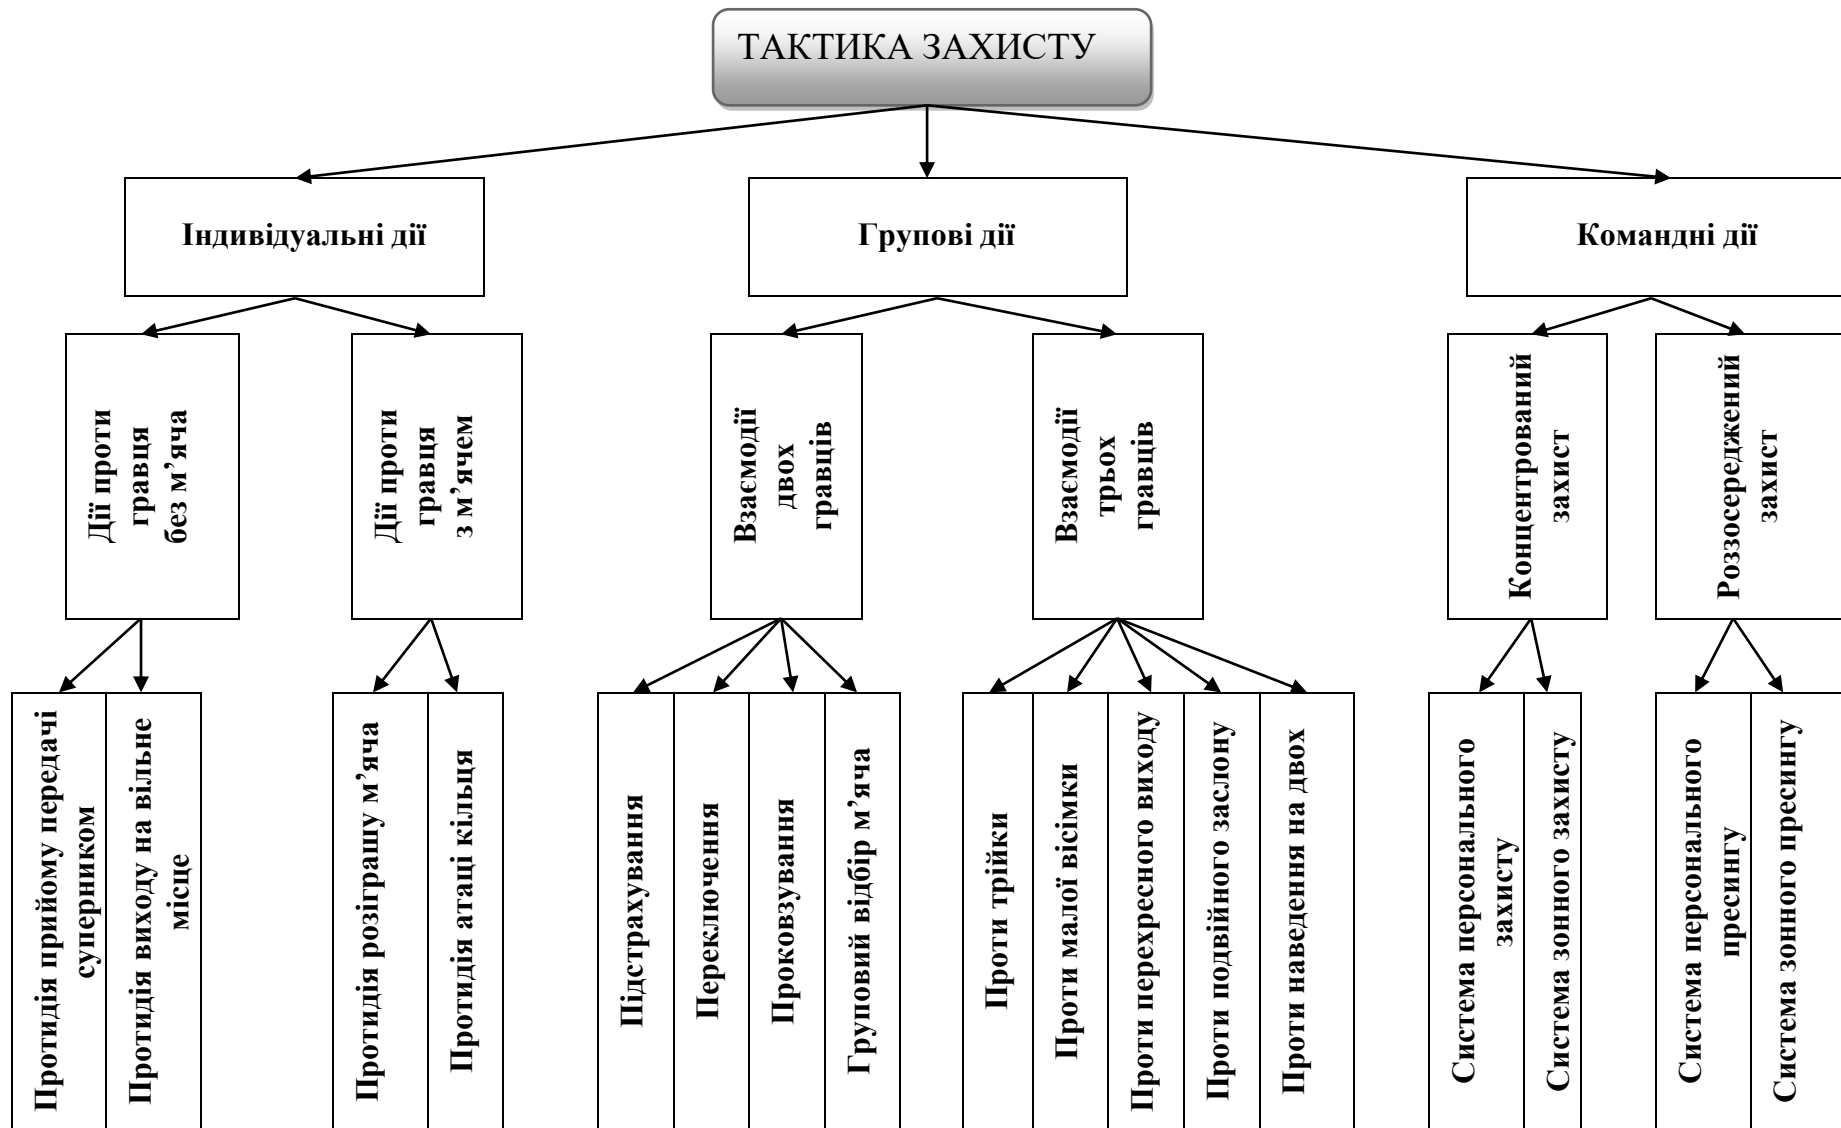 ТАКТИКА ЗАХИСТУ
Індивідуальні дії
Групові дії
Командні дії
Дії проти
гравця
без м’яча
Дії проти
гравця
з м’ячем
Взаємодії
двох
гравців
Взаємодії
трьох
гравців
Концентрований
захист
Роззосереджений
захист
Протидія прийому передачі
суперником
Протидія виходу на вільне
місце
Протидія розіграшу м’яча
Протидія атаці кільця
Підстрахування
Переключення
Проковзування
Груповий відбір м’яча
Проти трійки
Проти малої вісімки
Проти перехресного виходу
Проти подвійного заслону
Проти наведення на двох
Система персонального
захисту
Система зонного захисту
Система персонального
пресингу
Система зонного пресингу